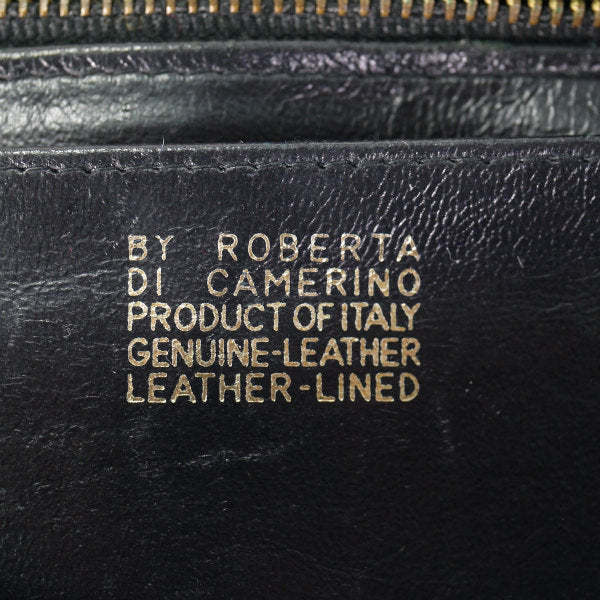 BY ROBERTA
DI CAMERINO
PRODUCT OF ITALY
GENUINE-LEATHER
LEATHER-LINED